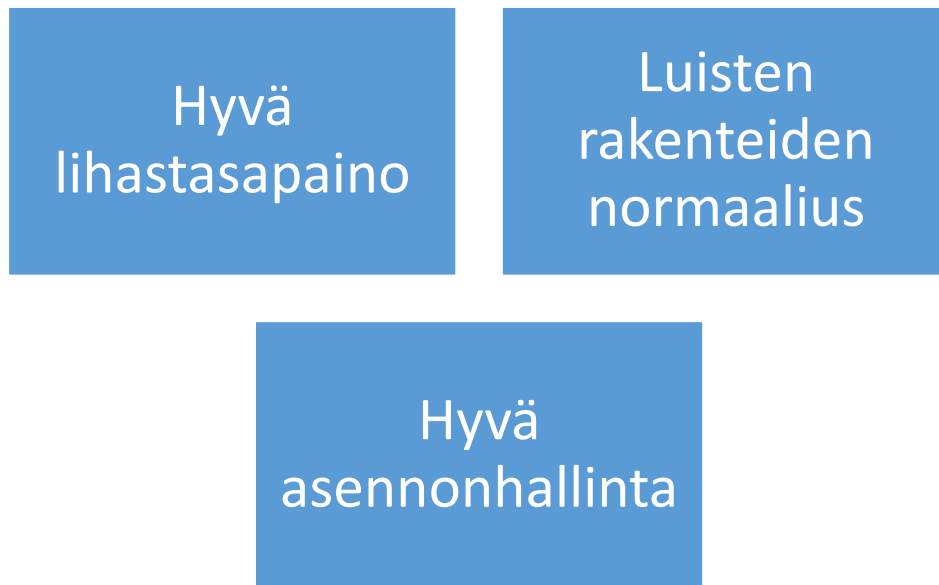 Hyvä
lihastasapaino
Luisten
rakenteiden
normaalius
Hyvä
asennonhallinta